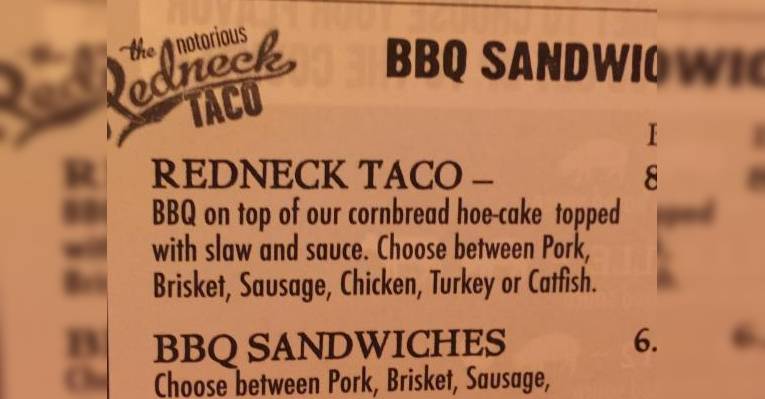 the notorious
Redneck
TACO
BBQ
REDNECK TACO – 8
BBQ on top of our cornbread hoe-cake topped
with slaw and sauce. Choose between Pork,
Brisket, Sausage, Chicken, Turkey or Catfish.
BBQ SANDWICHES 6.
Choose between Pork, Brisket, Sausage,